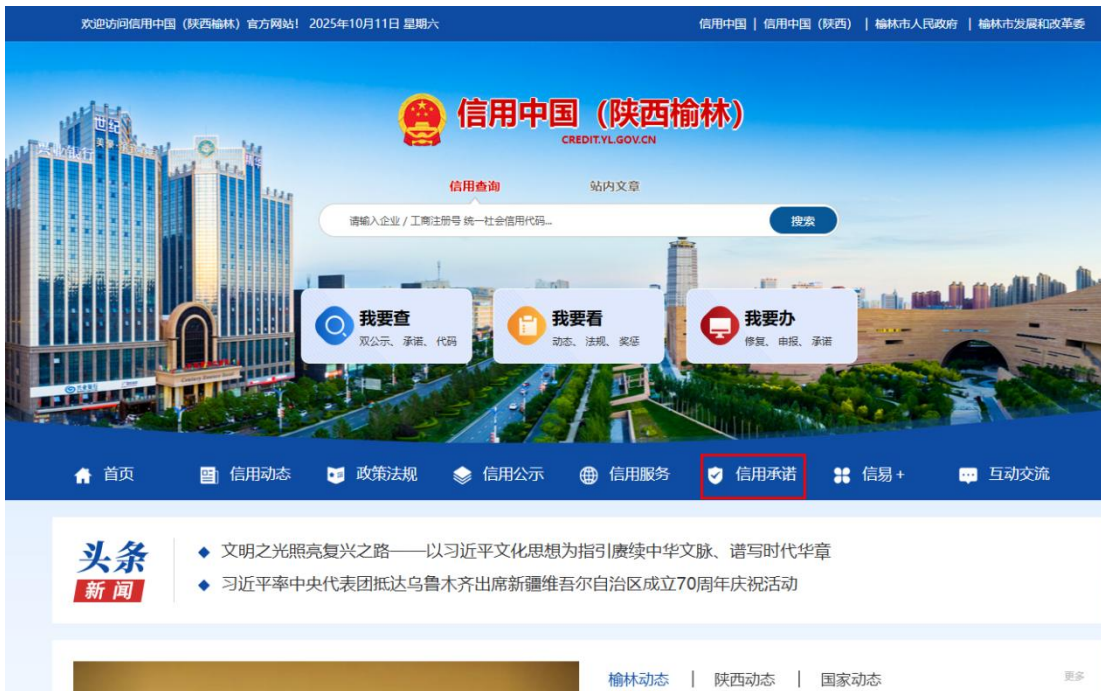 欢迎访问信用中国（陕西榆林）官方网站！ 2025年10月11日 星期六
信用中国 | 信用中国（陕西） | 榆林市人民政府 | 榆林市发展和改革委
信用中国（陕西榆林）
CREDIT.YL.GOV.CN
信用查询 站内文章
请输入企业 / 工商注册号 统一社会信用代码...
搜索
世纪
我要查
双公示、 承诺、 代码
我要看
动态、 法规、 奖惩
我要办
修复、 申报、 承诺
首页 信用动态 政策法规 信用公示 信用服务 信用承诺 信易+ 互动交流
头条
新闻
文明之光照亮复兴之路——以习近平文化思想为指引赓续中华文脉、谱写时代华章
习近平率中央代表团抵达乌鲁木齐出席新疆维吾尔自治区成立70周年庆祝活动
榆林动态 | 陕西动态 | 国家动态
更多